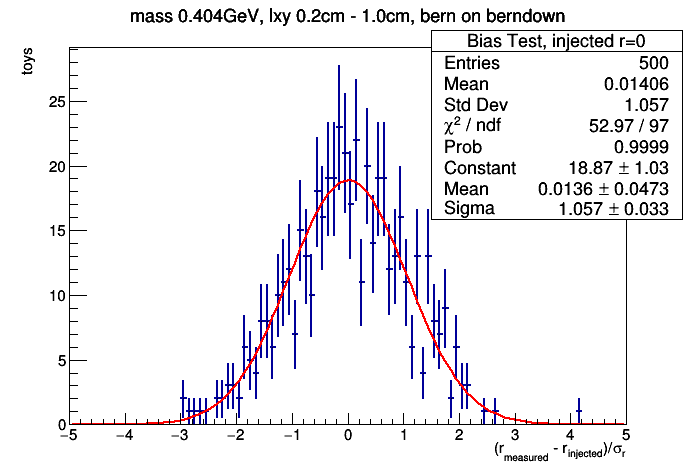 mass 0.404GeV, lxy 0.2cm - 1.0cm, bern on berndown
Bias Test, injected r=0
Entries 500
Mean 0.01406
Std Dev 1.057
χ² / ndf 52.97 / 97
Prob 0.9999
Constant 18.87 ± 1.03
Mean 0.0136 ± 0.0473
Sigma 1.057 ± 0.033
toys
25
20
15
10
5
0
−5 −4 −3 −2 −1 0 1 2 3 4 5
(r_measured - r_injected)/σ_r